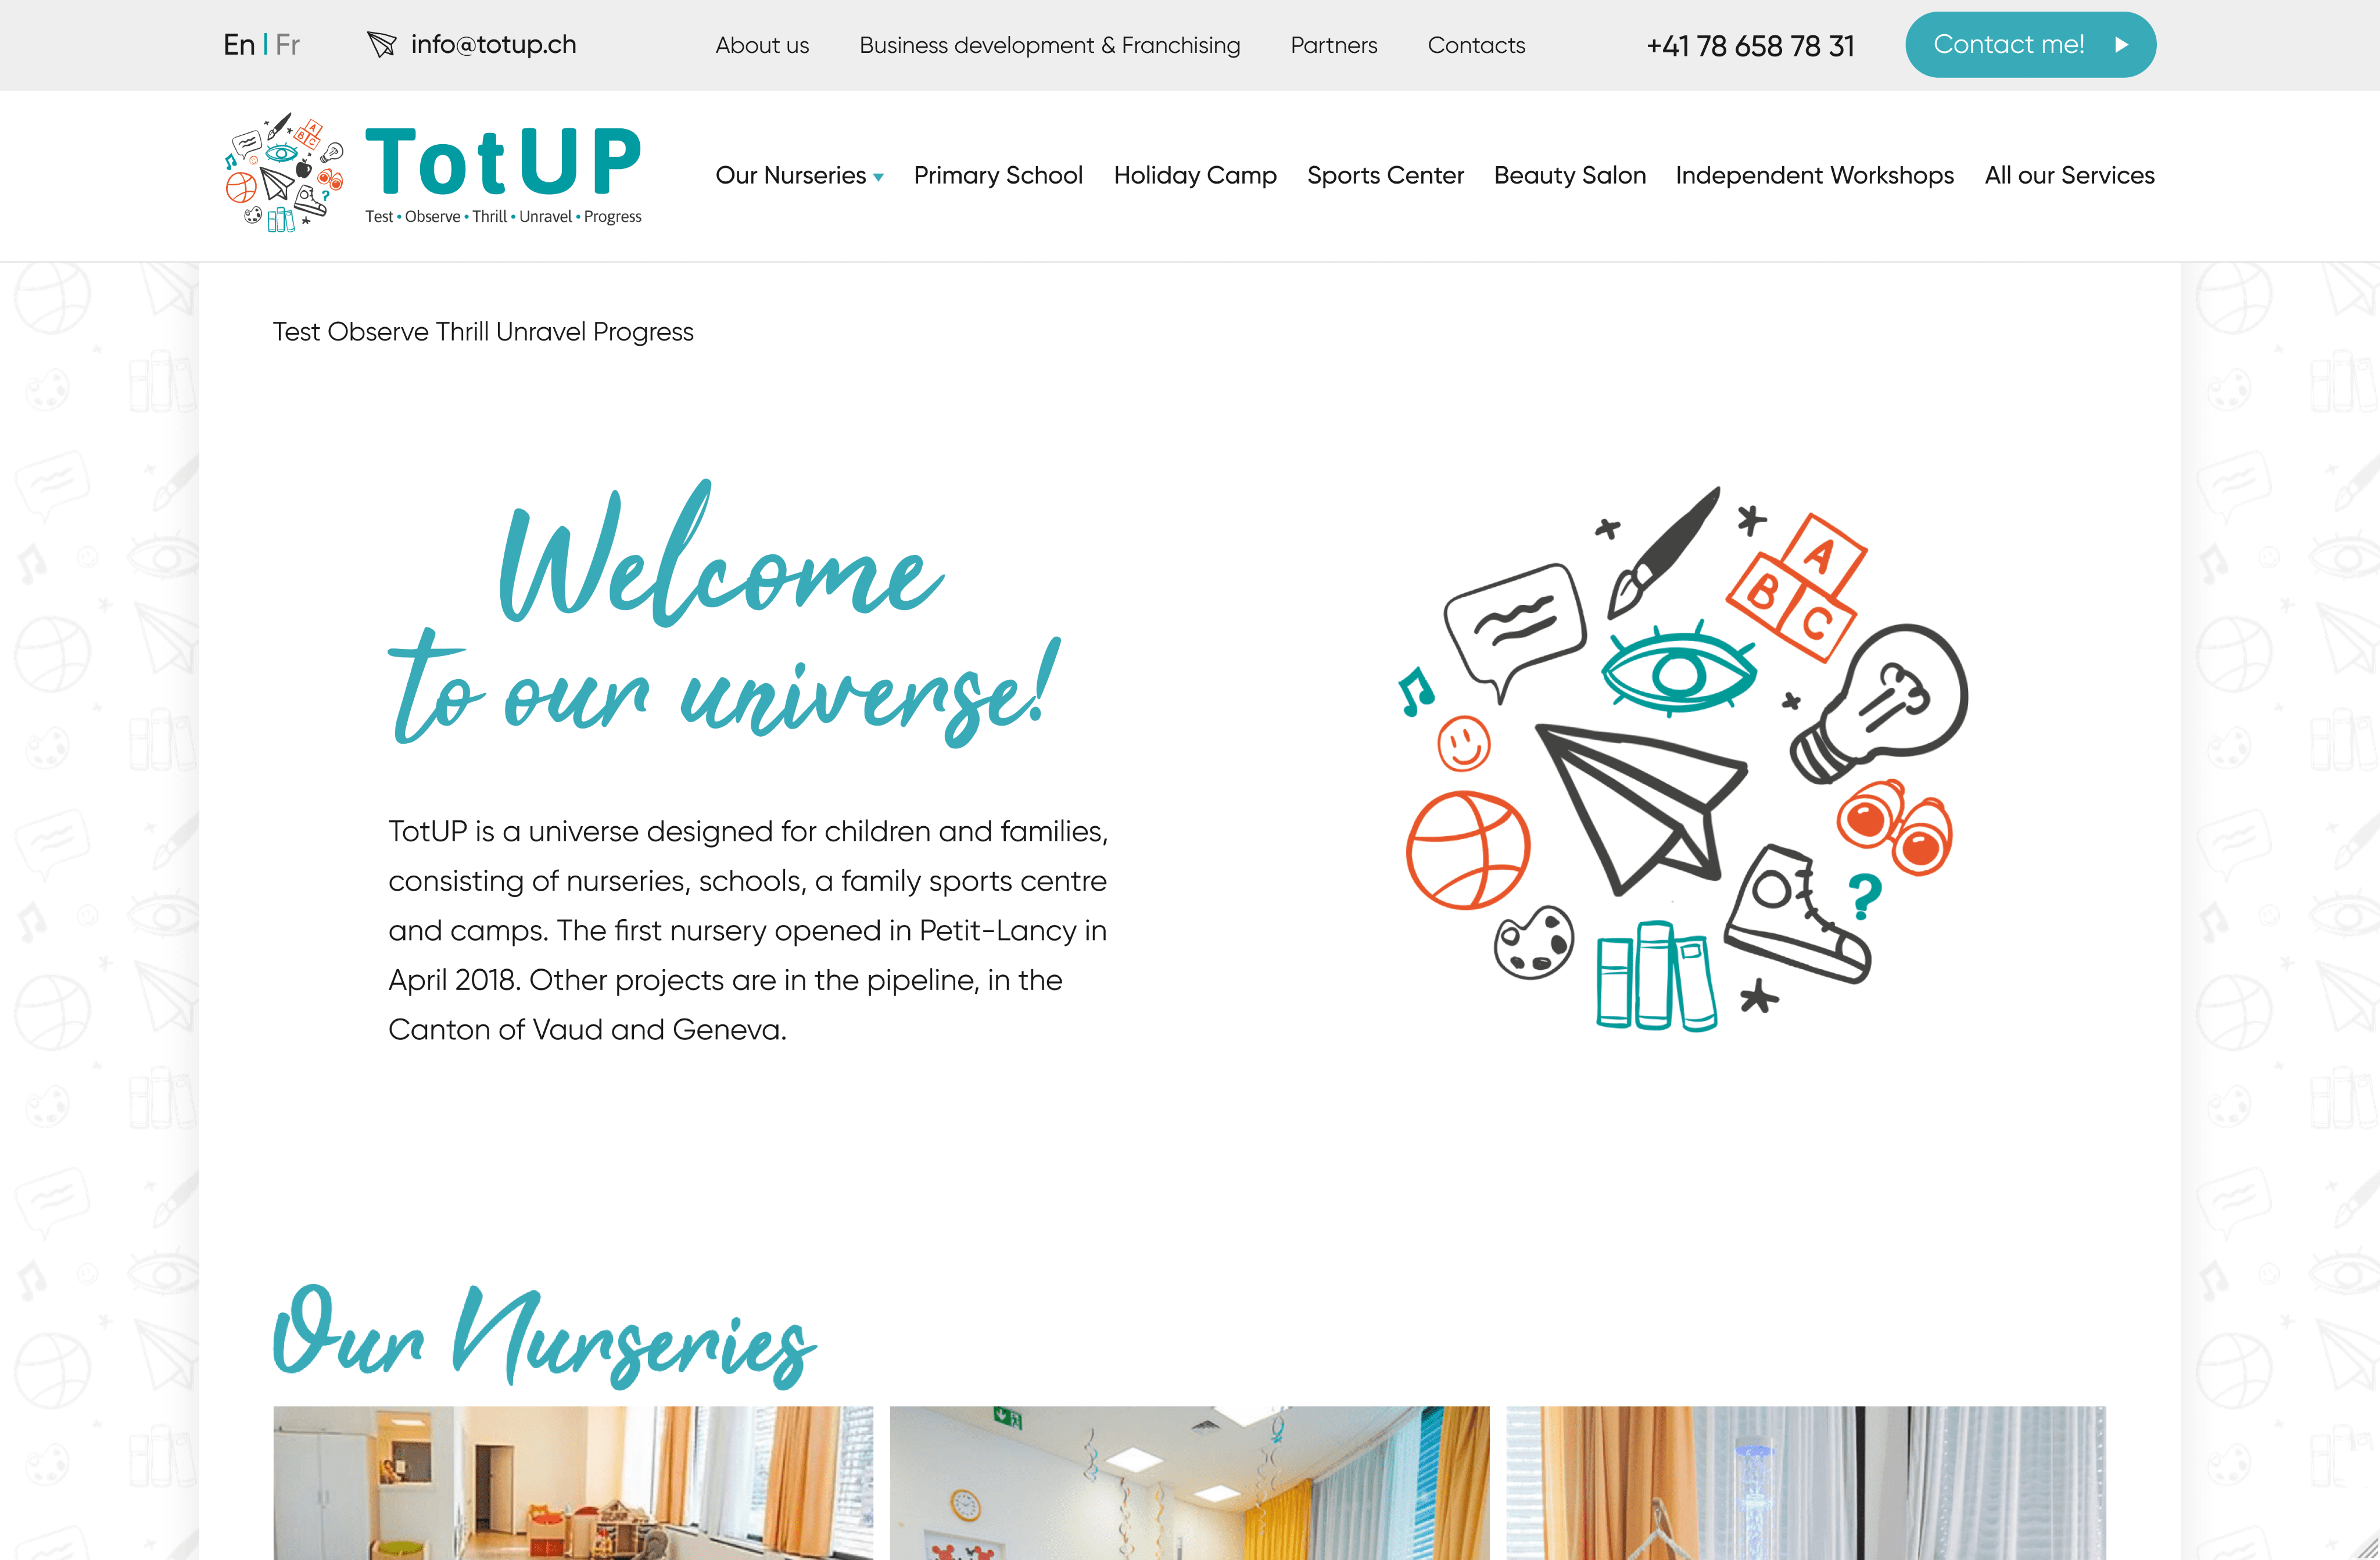 En | Fr
info@totup.ch
About us
Business development & Franchising
Partners
Contacts
+41 78 658 78 31
Contact me!
A
B C
TotUP
Test • Observe • Thrill • Unravel • Progress
Our Nurseries
Primary School
Holiday Camp
Sports Center
Beauty Salon
Independent Workshops
All our Services
Test Observe Thrill Unravel Progress
Welcome
to our universe!
TotUP is a universe designed for children and families,
consisting of nurseries, schools, a family sports centre
and camps. The first nursery opened in Petit-Lancy in
April 2018. Other projects are in the pipeline, in the
Canton of Vaud and Geneva.
A
B C
?
Our Nurseries